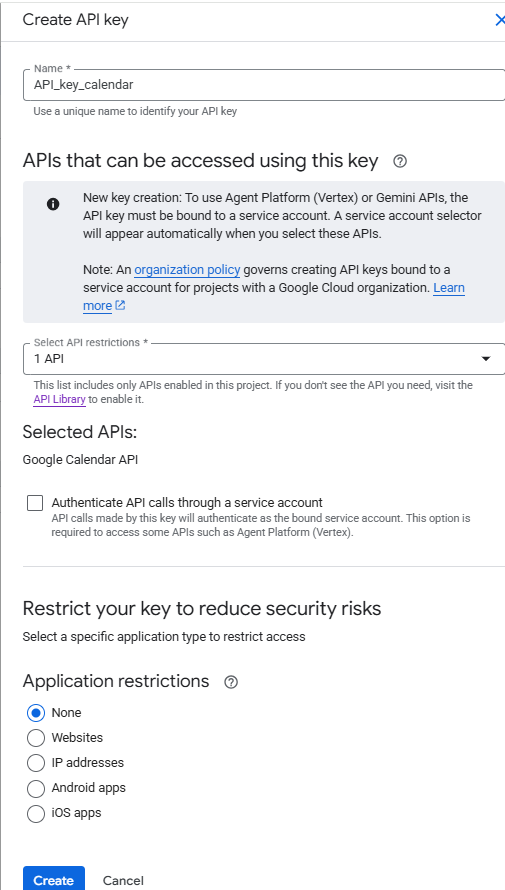 Create API key
Name *
API_key_calendar
Use a unique name to identify your API key
APIs that can be accessed using this key
New key creation: To use Agent Platform (Vertex) or Gemini APIs, the
API key must be bound to a service account. A service account selector
will appear automatically when you select these APIs.
Note: An organization policy governs creating API keys bound to a
service account for projects with a Google Cloud organization. Learn
more
Select API restrictions *
1 API
This list includes only APIs enabled in this project. If you don't see the API you need, visit the
API Library to enable it.
Selected APIs:
Google Calendar API
Authenticate API calls through a service account
API calls made by this key will authenticate as the bound service account. This option is
required to access some APIs such as Agent Platform (Vertex).
Restrict your key to reduce security risks
Select a specific application type to restrict access
Application restrictions
None
Websites
IP addresses
Android apps
iOS apps
Create Cancel